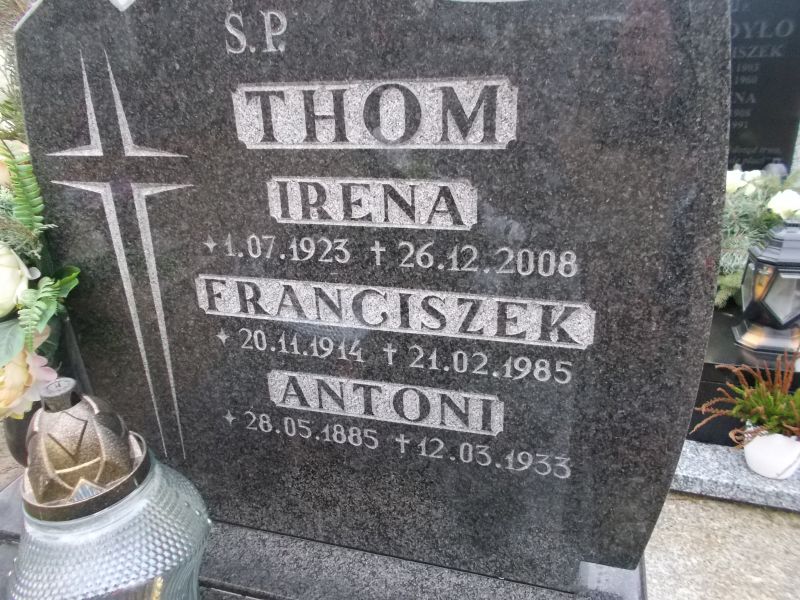 S.P.
THOM
IRENA
1.07.1923 26.12.2008
FRANCISZEK
20.11.1914 21.02.1985
ANTONI
28.05.1885 12.03.1933
DYŁO